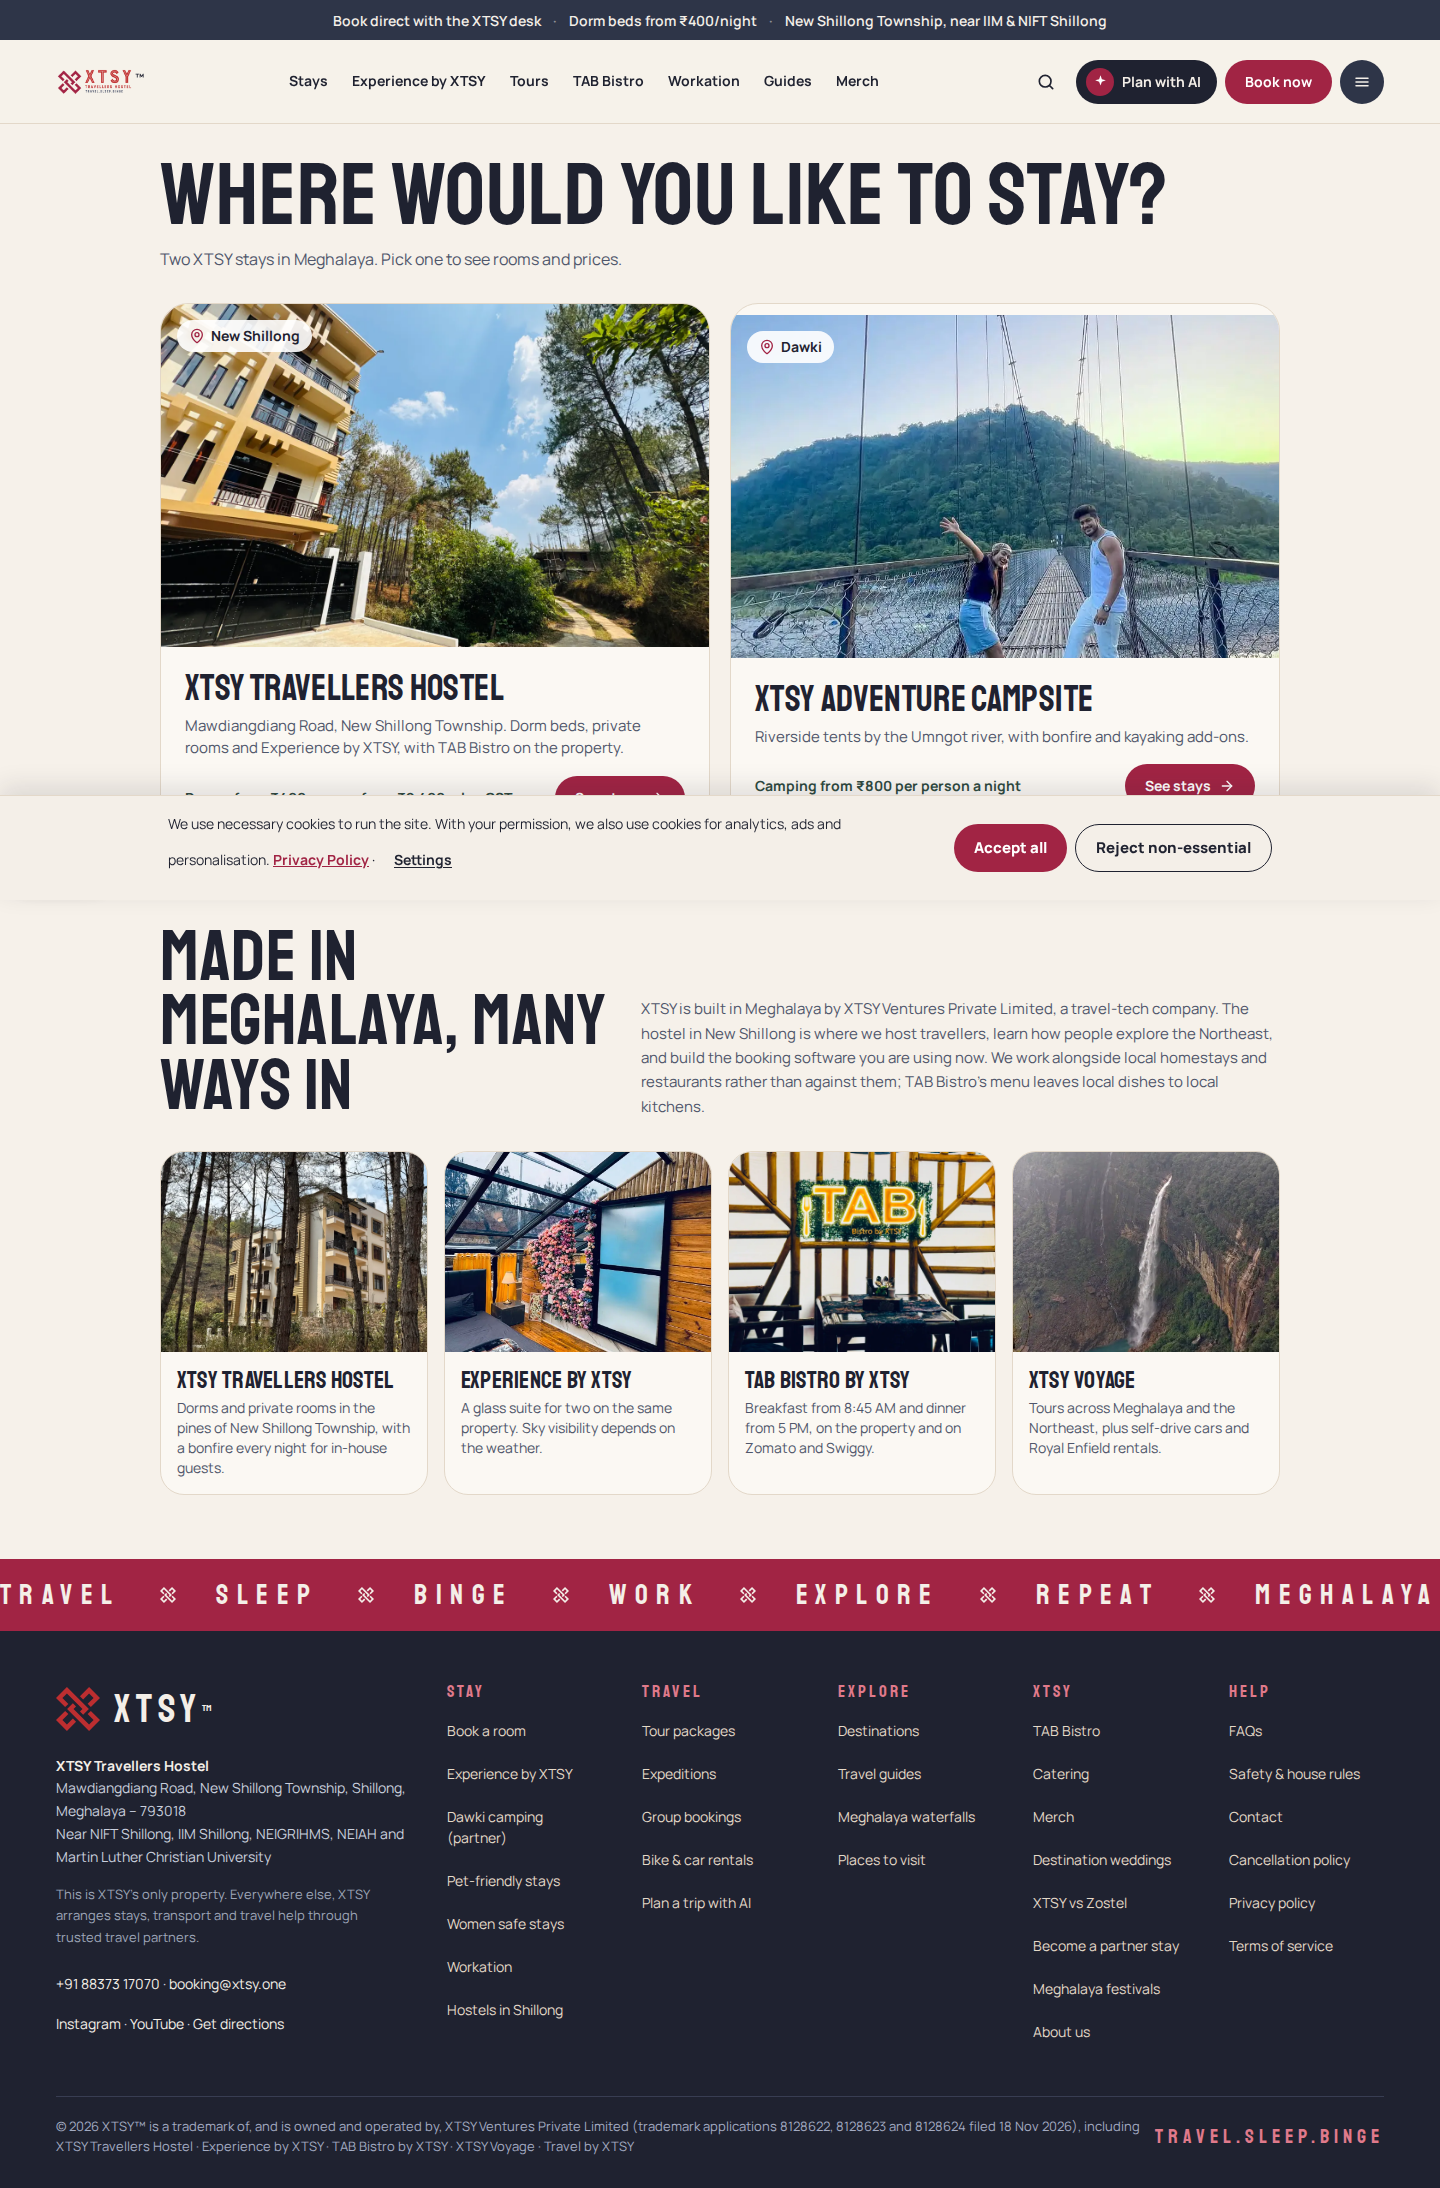 Book direct with the XTSY desk · Dorm beds from ₹400/night · New Shillong Township, near IIM & NIFT Shillong
XTSY™
TRAVELLERS HOSTEL
Stays Experience by XTSY Tours TAB Bistro Workation Guides Merch
Plan with AI
Book now
WHERE WOULD YOU LIKE TO STAY?
Two XTSY stays in Meghalaya. Pick one to see rooms and prices.
New Shillong
XTSY TRAVELLERS HOSTEL
Mawdiangdiang Road, New Shillong Township. Dorm beds, private
rooms and Experience by XTSY, with TAB Bistro on the property.
Dawki
XTSY ADVENTURE CAMPSITE
Riverside tents by the Umngot river, with bonfire and kayaking add-ons.
Camping from ₹800 per person a night
See stays
We use necessary cookies to run the site. With your permission, we also use cookies for analytics, ads and
personalisation. Privacy Policy · Settings
Accept all
Reject non-essential
MADE IN
MEGHALAYA, MANY
WAYS IN
XTSY is built in Meghalaya by XTSY Ventures Private Limited, a travel-tech company. The
hostel in New Shillong is where we host travellers, learn how people explore the Northeast,
and build the booking software you are using now. We work alongside local homestays and
restaurants rather than against them; TAB Bistro's menu leaves local dishes to local
kitchens.
XTSY TRAVELLERS HOSTEL
Dorms and private rooms in the
pines of New Shillong Township, with
a bonfire every night for in-house
guests.
EXPERIENCE BY XTSY
A glass suite for two on the same
property. Sky visibility depends on
the weather.
TAB
Bistro by XTSY
TAB BISTRO BY XTSY
Breakfast from 8:45 AM and dinner
from 5 PM, on the property and on
Zomato and Swiggy.
XTSY VOYAGE
Tours across Meghalaya and the
Northeast, plus self-drive cars and
Royal Enfield rentals.
TRAVEL SLEEP BINGE WORK EXPLORE REPEAT MEGHALAYA
XTSY™
XTSY Travellers Hostel
Mawdiangdiang Road, New Shillong Township, Shillong,
Meghalaya – 793018
Near NIFT Shillong, IIM Shillong, NEIGRIHMS, NEIAH and
Martin Luther Christian University
This is XTSY's only property. Everywhere else, XTSY
arranges stays, transport and travel help through
trusted travel partners.
+91 88373 17070 · booking@xtsy.one
Instagram · YouTube · Get directions
STAY
Book a room
Experience by XTSY
Dawki camping
(partner)
Pet-friendly stays
Women safe stays
Workation
Hostels in Shillong
TRAVEL
Tour packages
Expeditions
Group bookings
Bike & car rentals
Plan a trip with AI
EXPLORE
Destinations
Travel guides
Meghalaya waterfalls
Places to visit
XTSY
TAB Bistro
Catering
Merch
Destination weddings
XTSY vs Zostel
Become a partner stay
Meghalaya festivals
About us
HELP
FAQs
Safety & house rules
Contact
Cancellation policy
Privacy policy
Terms of service
© 2026 XTSY™ is a trademark of, and is owned and operated by, XTSY Ventures Private Limited (trademark applications 8128622, 8128623 and 8128624 filed 18 Nov 2026), including
XTSY Travellers Hostel · Experience by XTSY · TAB Bistro by XTSY · XTSY Voyage · Travel by XTSY
TRAVEL.SLEEP.BINGE